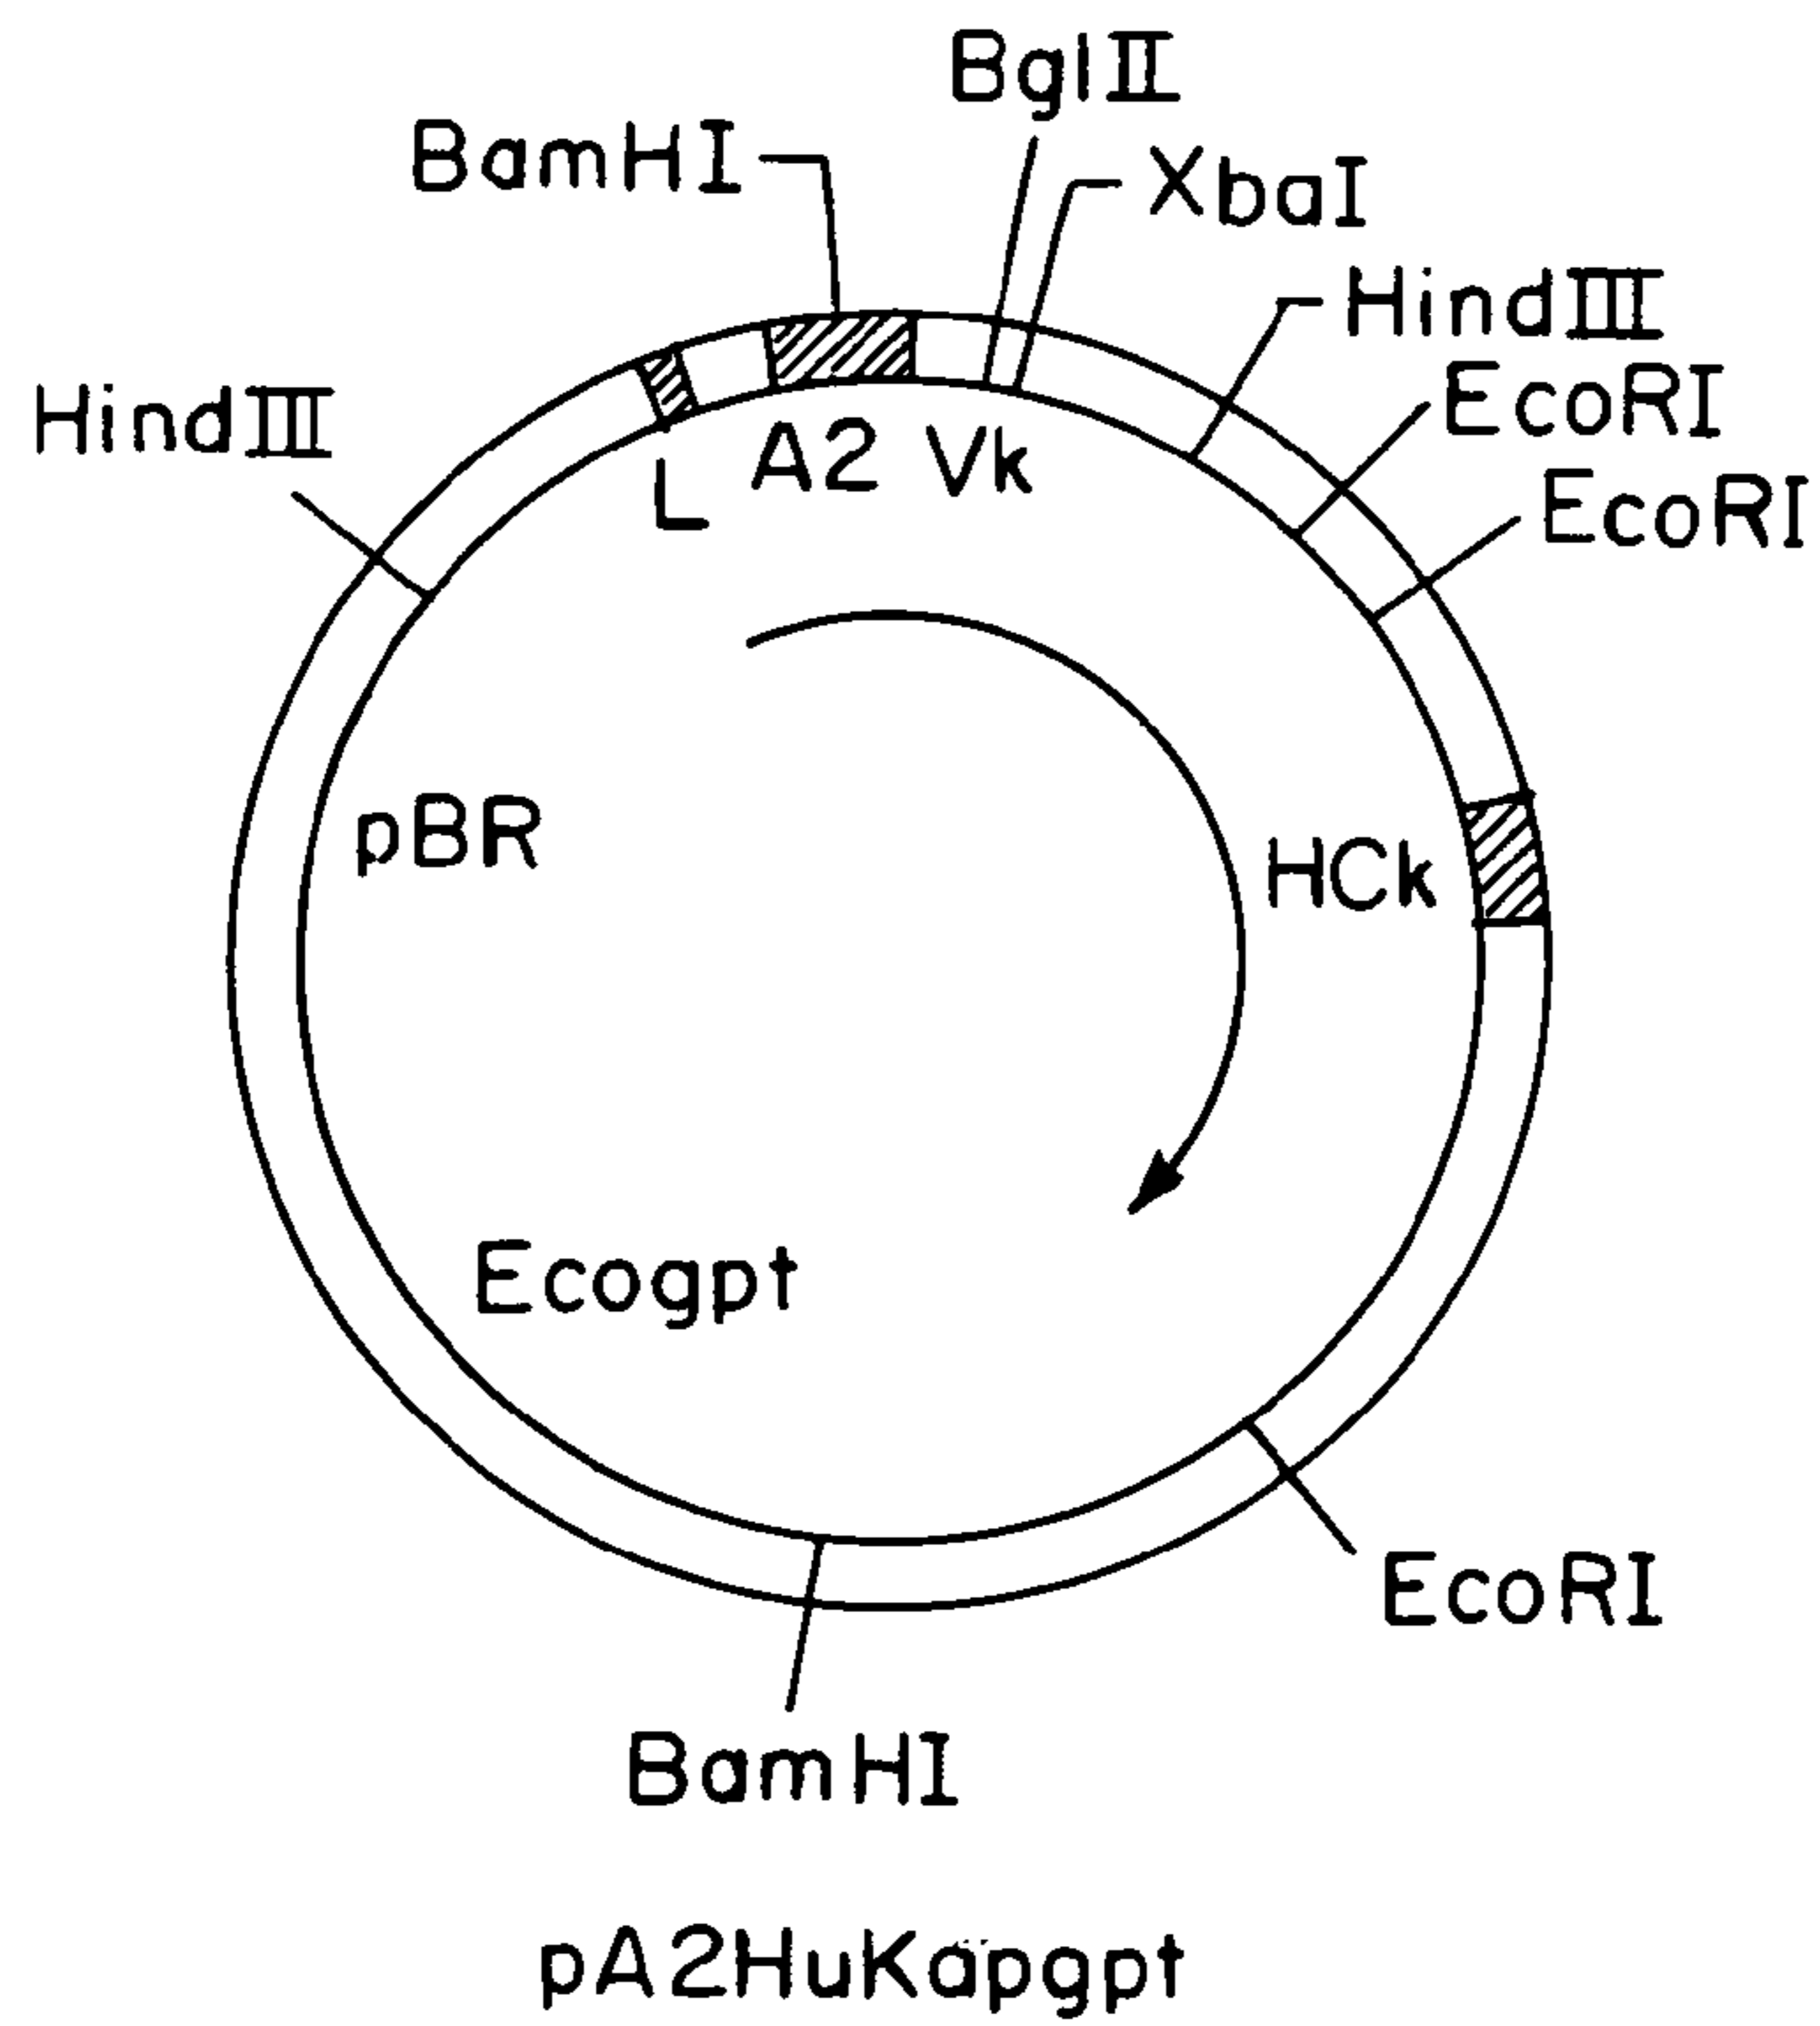 BglII
BamHI
XbaI
HindIII
EcoRI
HindIII
EcoRI
A2 Vk
L
pBR
HCk
Ecogpt
EcoRI
BamHI
pA2HuKapgpt